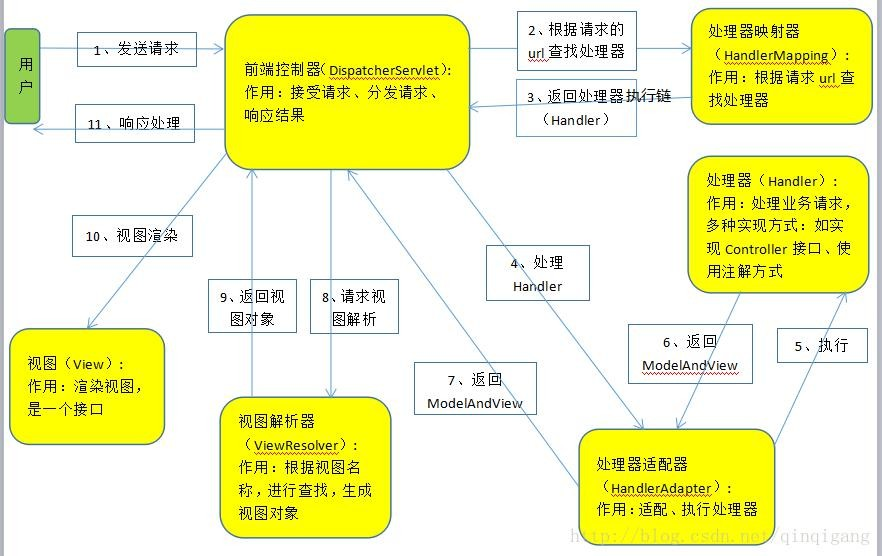 用
户
1、发送请求
11、响应处理
前端控制器（DispatcherServlet）：
作用：接受请求、分发请求、
响应结果
2、根据请求的
url查找处理器
3、返回处理器执行链
（Handler）
处理器映射器
（HandlerMapping）：
作用：根据请求 url 查
找处理器
处理器（Handler）：
作用：处理业务请求，
多种实现方式：如实
现 Controller 接口、使
用注解方式
10、视图渲染
9、返回视
图对象
8、请求视
图解析
4、处理
Handler
7、返回
ModelAndView
6、返回
ModelAndView
5、执行
视图（View）：
作用：渲染视图，
是一个接口
视图解析器
（ViewResolver）：
作用：根据视图名
称，进行查找，生成
视图对象
处理器适配器
（HandlerAdapter）：
作用：适配、执行处理器
http://blog.csdn.net/qinqigang